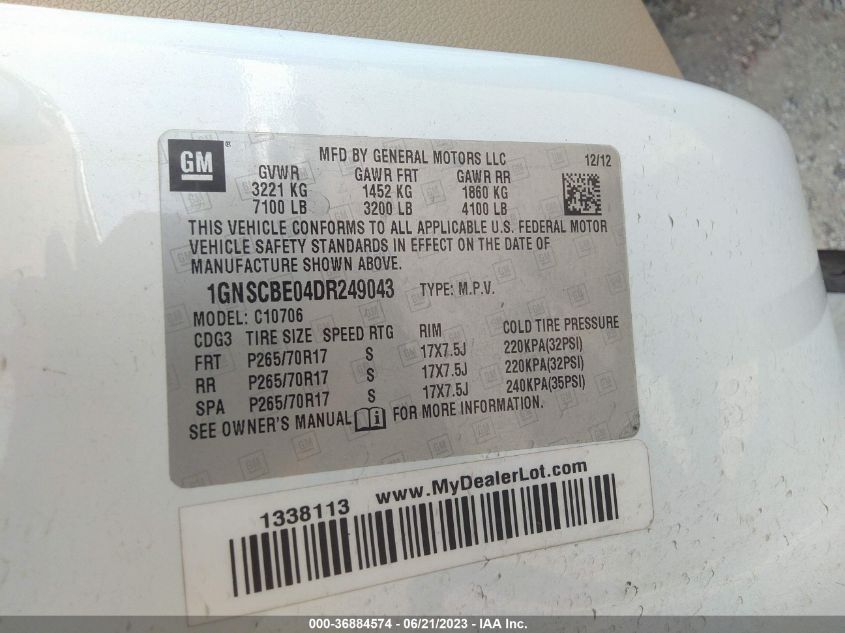 GM
MFD BY GENERAL MOTORS LLC 12/12
GVWR GAWR FRT GAWR RR
3221 KG 1452 KG 1860 KG
7100 LB 3200 LB 4100 LB
THIS VEHICLE CONFORMS TO ALL APPLICABLE U.S. FEDERAL MOTOR
VEHICLE SAFETY STANDARDS IN EFFECT ON THE DATE OF
MANUFACTURE SHOWN ABOVE.
1GNSCBE04DR249043 TYPE: M.P.V.
MODEL: C10706
CDG3 TIRE SIZE SPEED RTG RIM COLD TIRE PRESSURE
FRT P265/70R17 S 17X7.5J 220KPA(32PSI)
RR P265/70R17 S 17X7.5J 220KPA(32PSI)
SPA P265/70R17 S 17X7.5J 240KPA(35PSI)
SEE OWNER'S MANUAL FOR MORE INFORMATION.
1338113 www.MyDealerLot.com
000-36884574 - 06/21/2023 - IAA Inc.